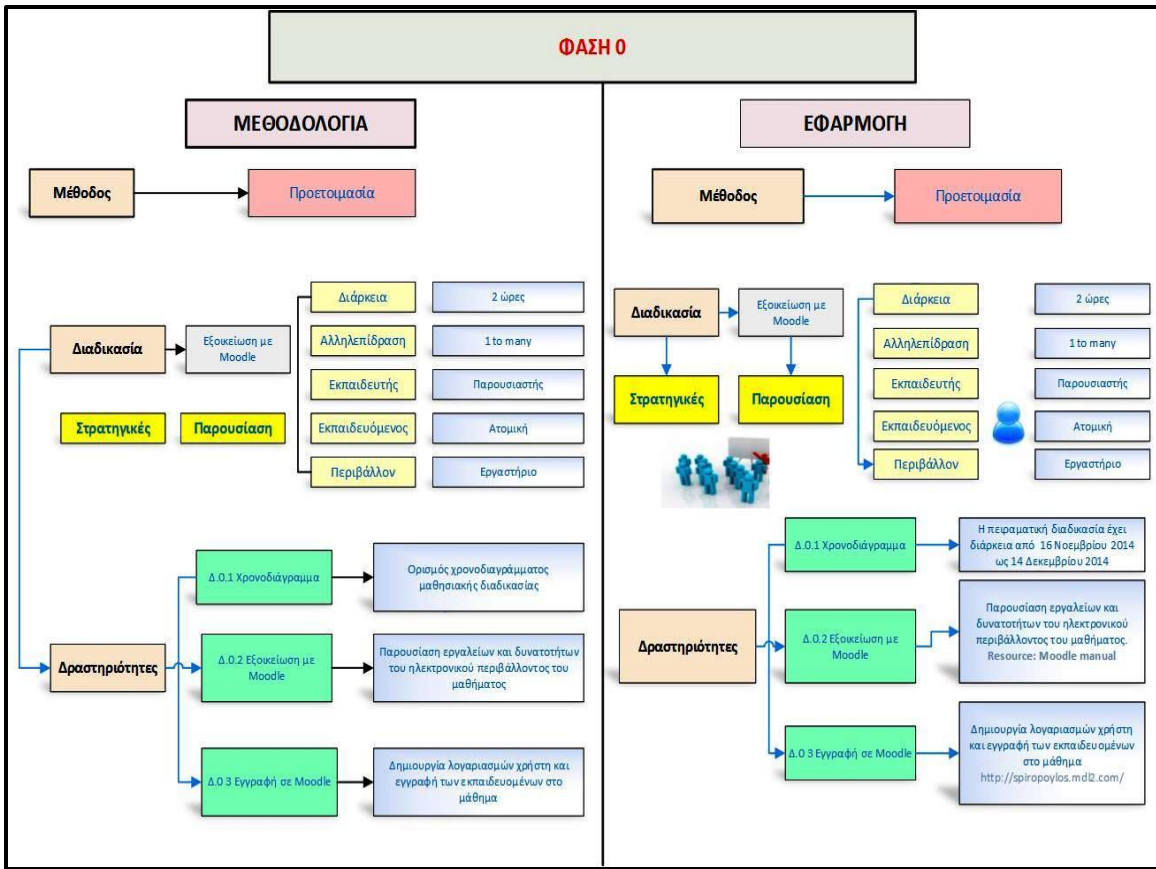 ΦΑΣΗ 0
ΜΕΘΟΔΟΛΟΓΙΑ
Μέθοδος
Προετοιμασία
Διαδικασία
Εξοικείωση με
Moodle
Στρατηγικές
Παρουσίαση
Διάρκεια
2 ώρες
Αλληλεπίδραση
1 to many
Εκπαιδευτής
Παρουσιαστής
Εκπαιδευόμενος
Ατομική
Περιβάλλον
Εργαστήριο
Δραστηριότητες
Δ.0.1 Χρονοδιάγραμμα
Ορισμός χρονοδιαγράμματος
μαθησιακής διαδικασίας
Δ.0.2 Εξοικείωση με
Moodle
Παρουσίαση εργαλείων και δυνατοτήτων
του ηλεκτρονικού περιβάλλοντος του
μαθήματος
Δ.0 3 Εγγραφή σε Moodle
Δημιουργία λογαριασμών χρήστη και
εγγραφή των εκπαιδευομένων στο
μάθημα
ΕΦΑΡΜΟΓΗ
Μέθοδος
Προετοιμασία
Διαδικασία
Εξοικείωση με
Moodle
Στρατηγικές
Παρουσίαση
Διάρκεια
2 ώρες
Αλληλεπίδραση
1 to many
Εκπαιδευτής
Παρουσιαστής
Εκπαιδευόμενος
Ατομική
Περιβάλλον
Εργαστήριο
Δραστηριότητες
Δ.0.1 Χρονοδιάγραμμα
Η πειραματική διαδικασία έχει
διάρκεια από 16 Νοεμβρίου 2014
ως 14 Δεκεμβρίου 2014
Δ.0.2 Εξοικείωση με
Moodle
Παρουσίαση εργαλείων και
δυνατοτήτων του ηλεκτρονικού
περιβάλλοντος του μαθήματος.
Resource: Moodle manual
Δ.0 3 Εγγραφή σε Moodle
Δημιουργία λογαριασμών χρήστη
και εγγραφή των εκπαιδευομένων
στο μάθημα
http://spiropoylos.mdl2.com/